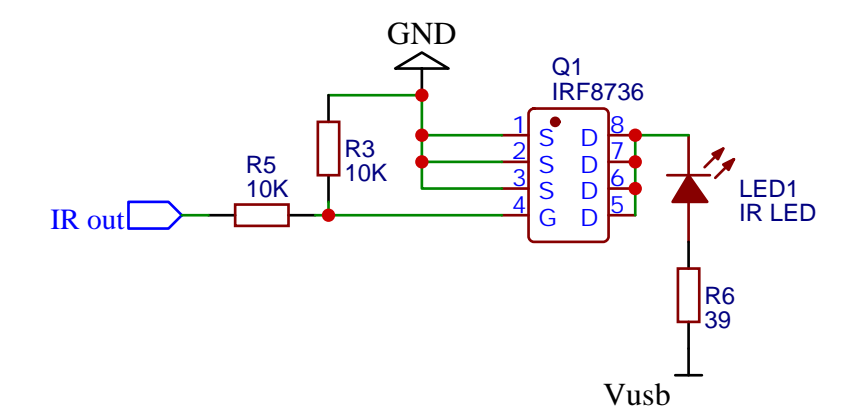 GND
Q1
IRF8736
R3
10K
R5
10K
IR out
1 S D 8
2 S D 7
3 S D 6
4 G D 5
LED1
IR LED
R6
39
Vusb